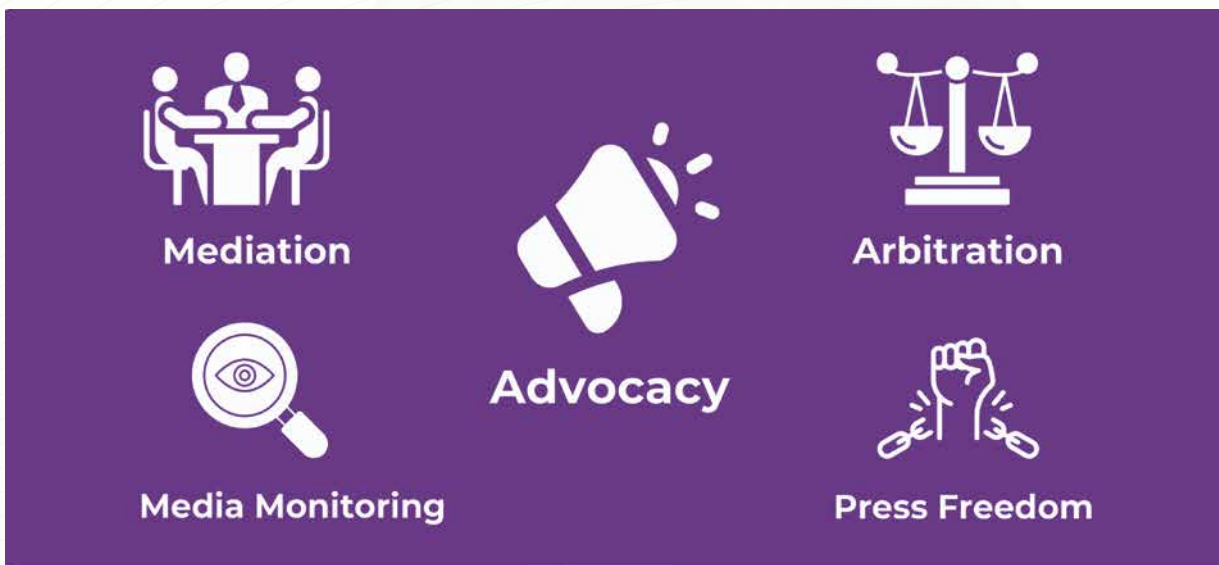 Mediation
Arbitration
Advocacy
Media Monitoring
Press Freedom